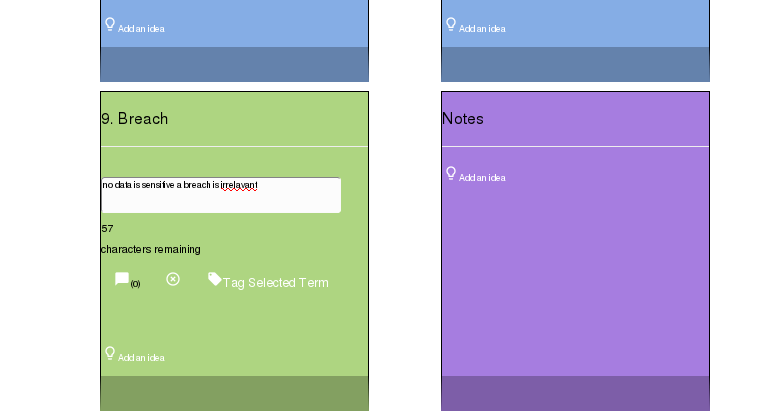 Add an idea
Add an idea
9. Breach
no data is sensitive a breach is irrelavant
57
characters remaining
(0)
Tag Selected Term
Add an idea
Notes
Add an idea